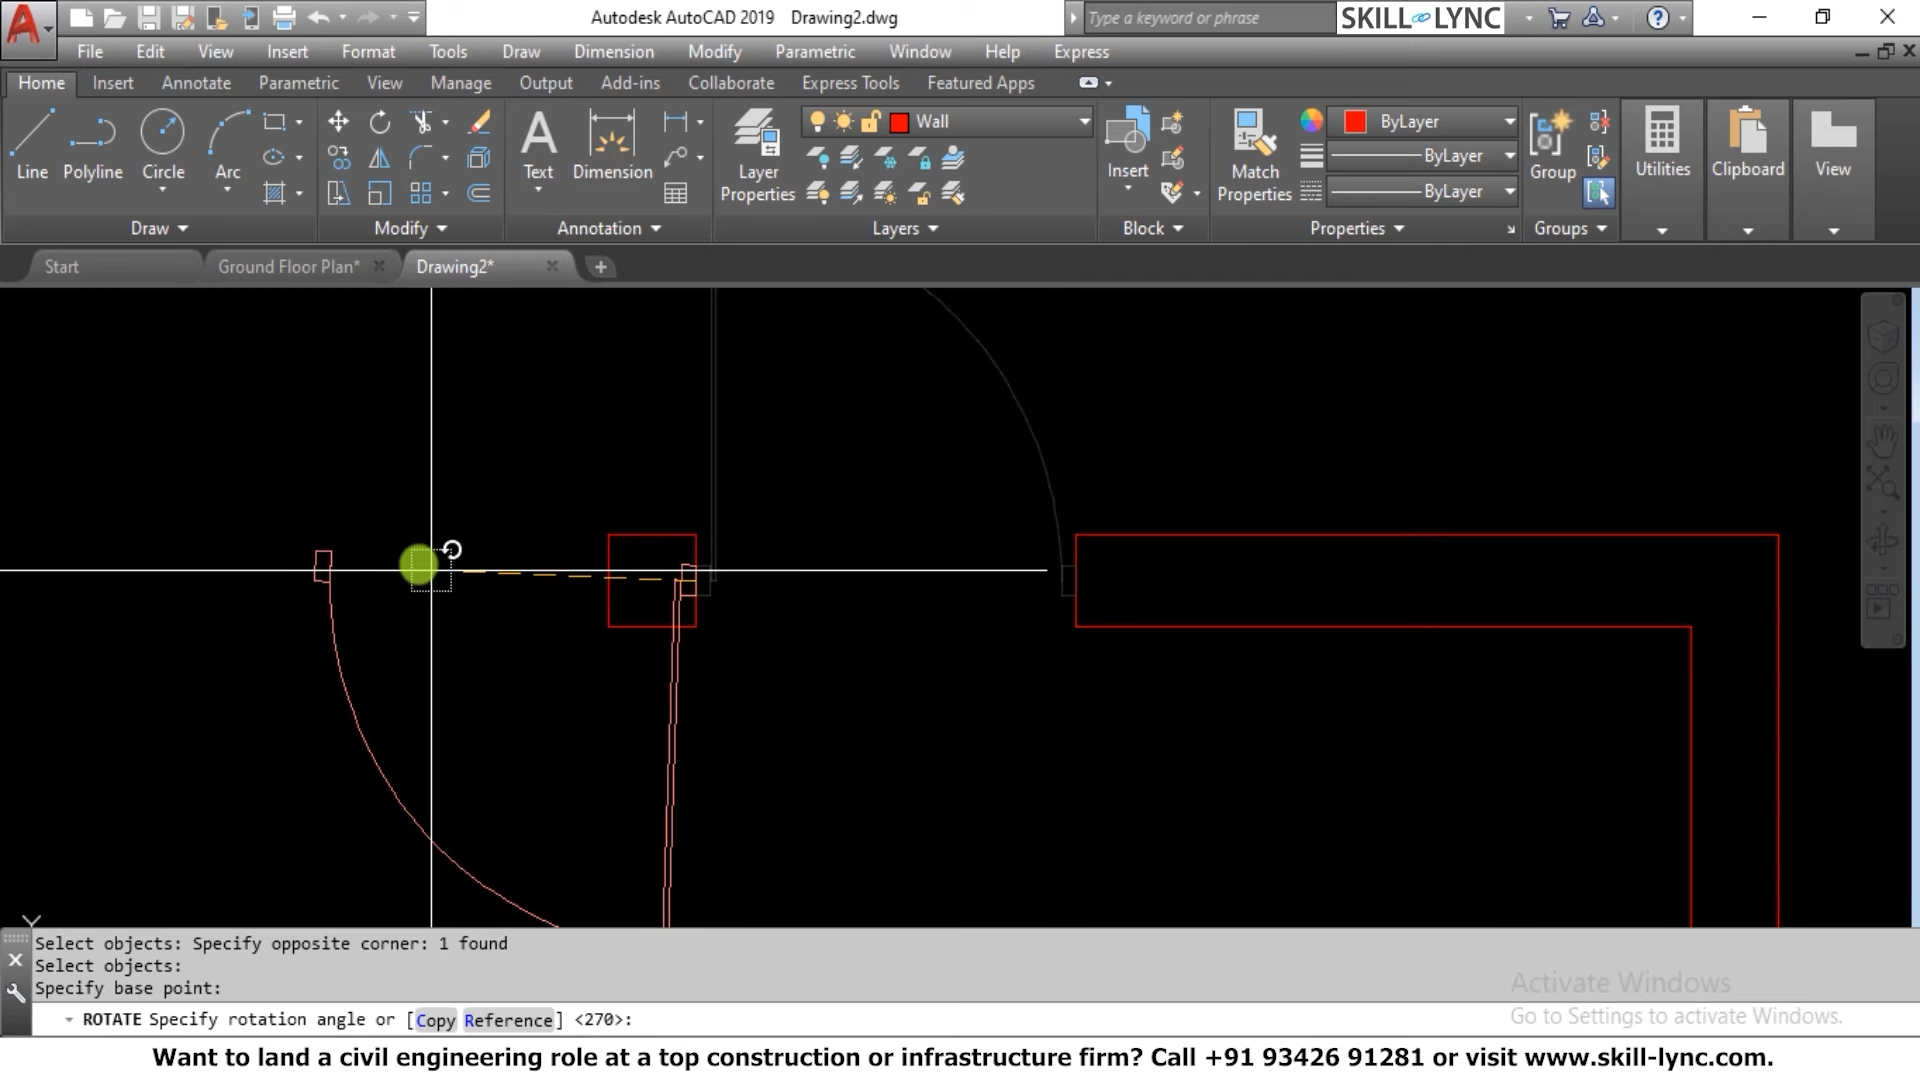 Autodesk AutoCAD 2019 Drawing2.dwg
Type a keyword or phrase
SKILL LYNC
File Edit View Insert Format Tools Draw Dimension Modify Parametric Window Help Express
Home Insert Annotate Parametric View Manage Output Add-ins Collaborate Express Tools Featured Apps
Wall
ByLayer
ByLayer
ByLayer
Line Polyline Circle Arc
Text Dimension
Layer Properties
Insert
Match Properties
Group
Utilities
Clipboard
View
Draw Modify Annotation Layers Block Properties Groups
Start Ground Floor Plan* Drawing2*
Select objects: Specify opposite corner: 1 found
Select objects:
Specify base point:
ROTATE Specify rotation angle or [Copy Reference] <270>:
Activate Windows
Go to Settings to activate Windows.
Want to land a civil engineering role at a top construction or infrastructure firm? Call +91 93426 91281 or visit www.skill-lync.com.